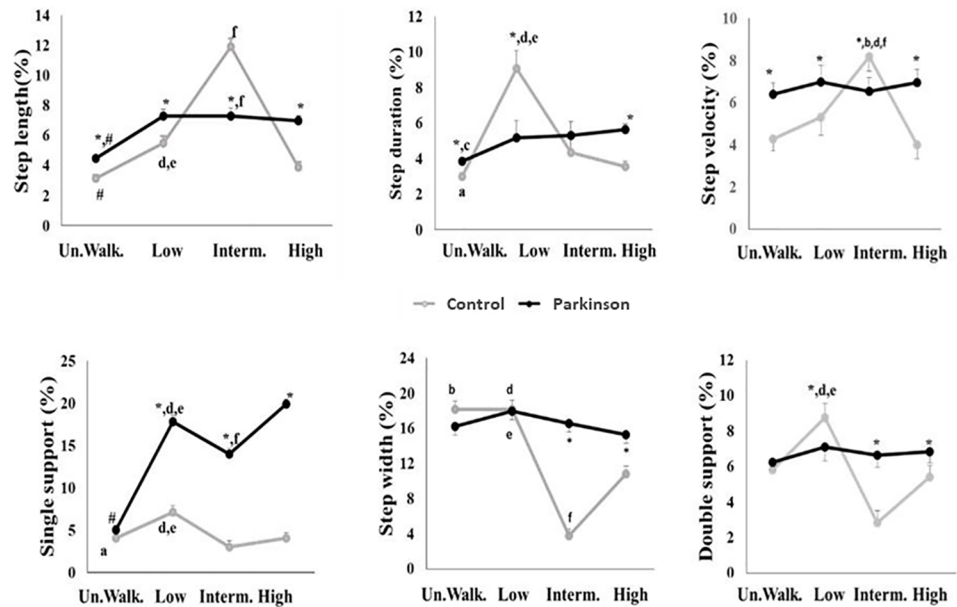 Step length(%)
14
12
10
8
6
4
2
0
*,#
#
*
d,e
f
*,f
*
Un.Walk. Low Interm. High
Step duration (%)
12
10
8
6
4
2
0
*,c
a
*,d,e
*
Un.Walk. Low Interm. High
Step velocity (%)
10
8
6
4
2
0
*
*
*,b,d,f
*
Un.Walk. Low Interm. High
Control Parkinson
Single support (%)
25
20
15
10
5
0
#
a
*,d,e
d,e
*,f
*
Un.Walk. Low Interm. High
Step width (%)
24
20
16
12
8
4
0
b
d
e
*
f
*
Un.Walk. Low Interm. High
Double support (%)
12
10
8
6
4
2
0
*,d,e
*
*
Un.Walk. Low Interm. High